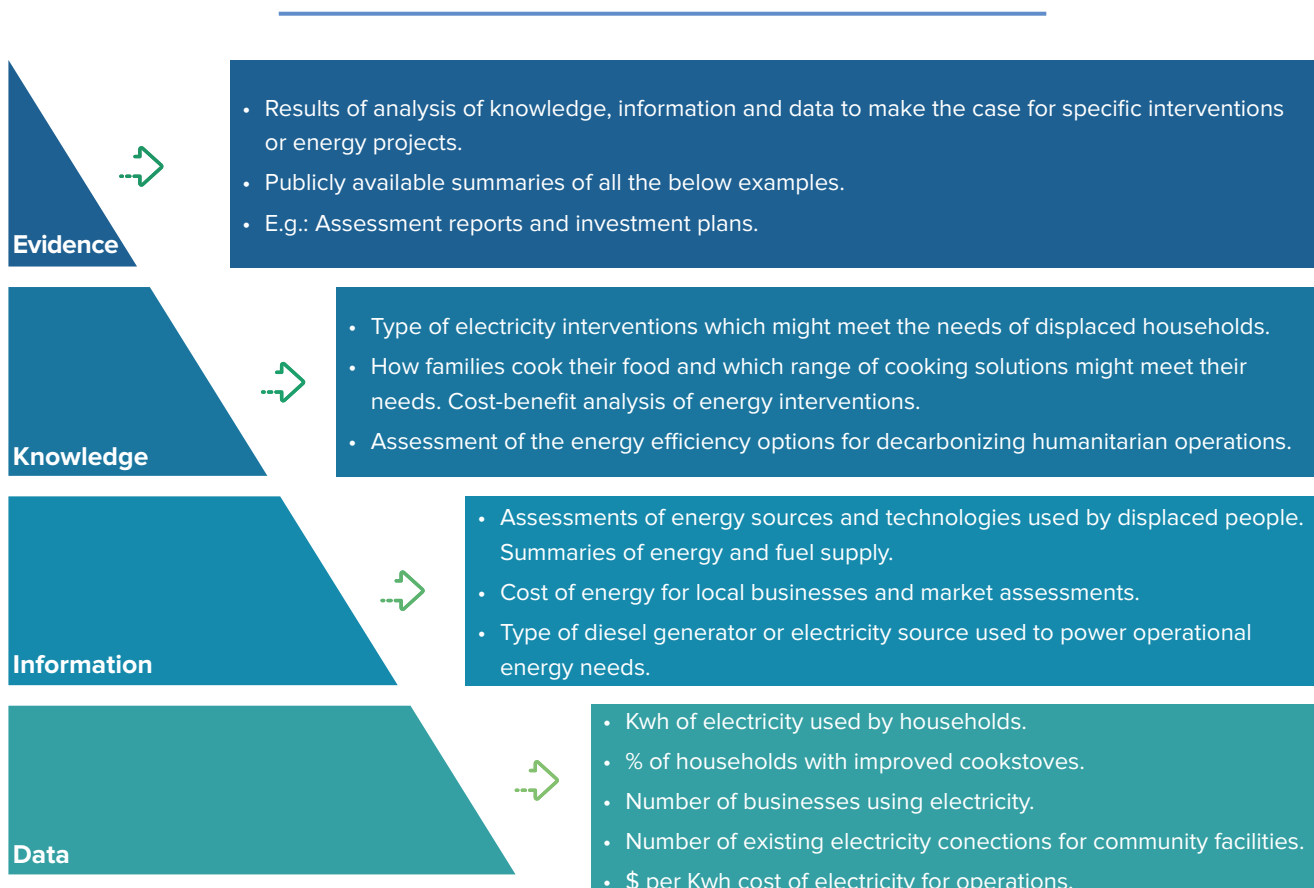 • Results of analysis of knowledge, information and data to make the case for specific interventions
or energy projects.
• Publicly available summaries of all the below examples.
• E.g.: Assessment reports and investment plans.
Evidence
• Type of electricity interventions which might meet the needs of displaced households.
• How families cook their food and which range of cooking solutions might meet their
needs. Cost-benefit analysis of energy interventions.
• Assessment of the energy efficiency options for decarbonizing humanitarian operations.
Knowledge
• Assessments of energy sources and technologies used by displaced people.
Summaries of energy and fuel supply.
• Cost of energy for local businesses and market assessments.
• Type of diesel generator or electricity source used to power operational
energy needs.
Information
• Kwh of electricity used by households.
• % of households with improved cookstoves.
• Number of businesses using electricity.
• Number of existing electricity conections for community facilities.
• $ per Kwh cost of electricity for operations.
Data